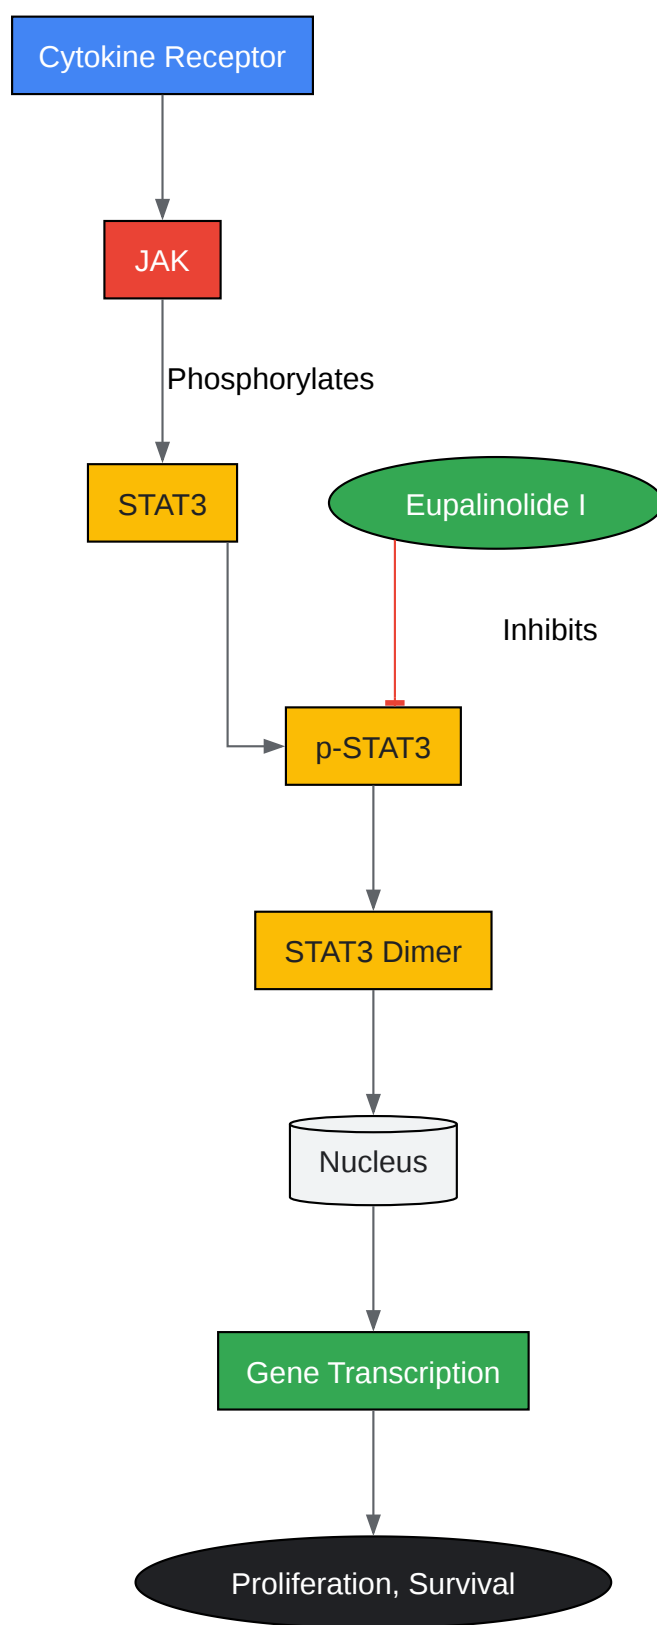 Cytokine Receptor
JAK
Phosphorylates
STAT3
Eupalinolide I
Inhibits
p-STAT3
STAT3 Dimer
Nucleus
Gene Transcription
Proliferation, Survival